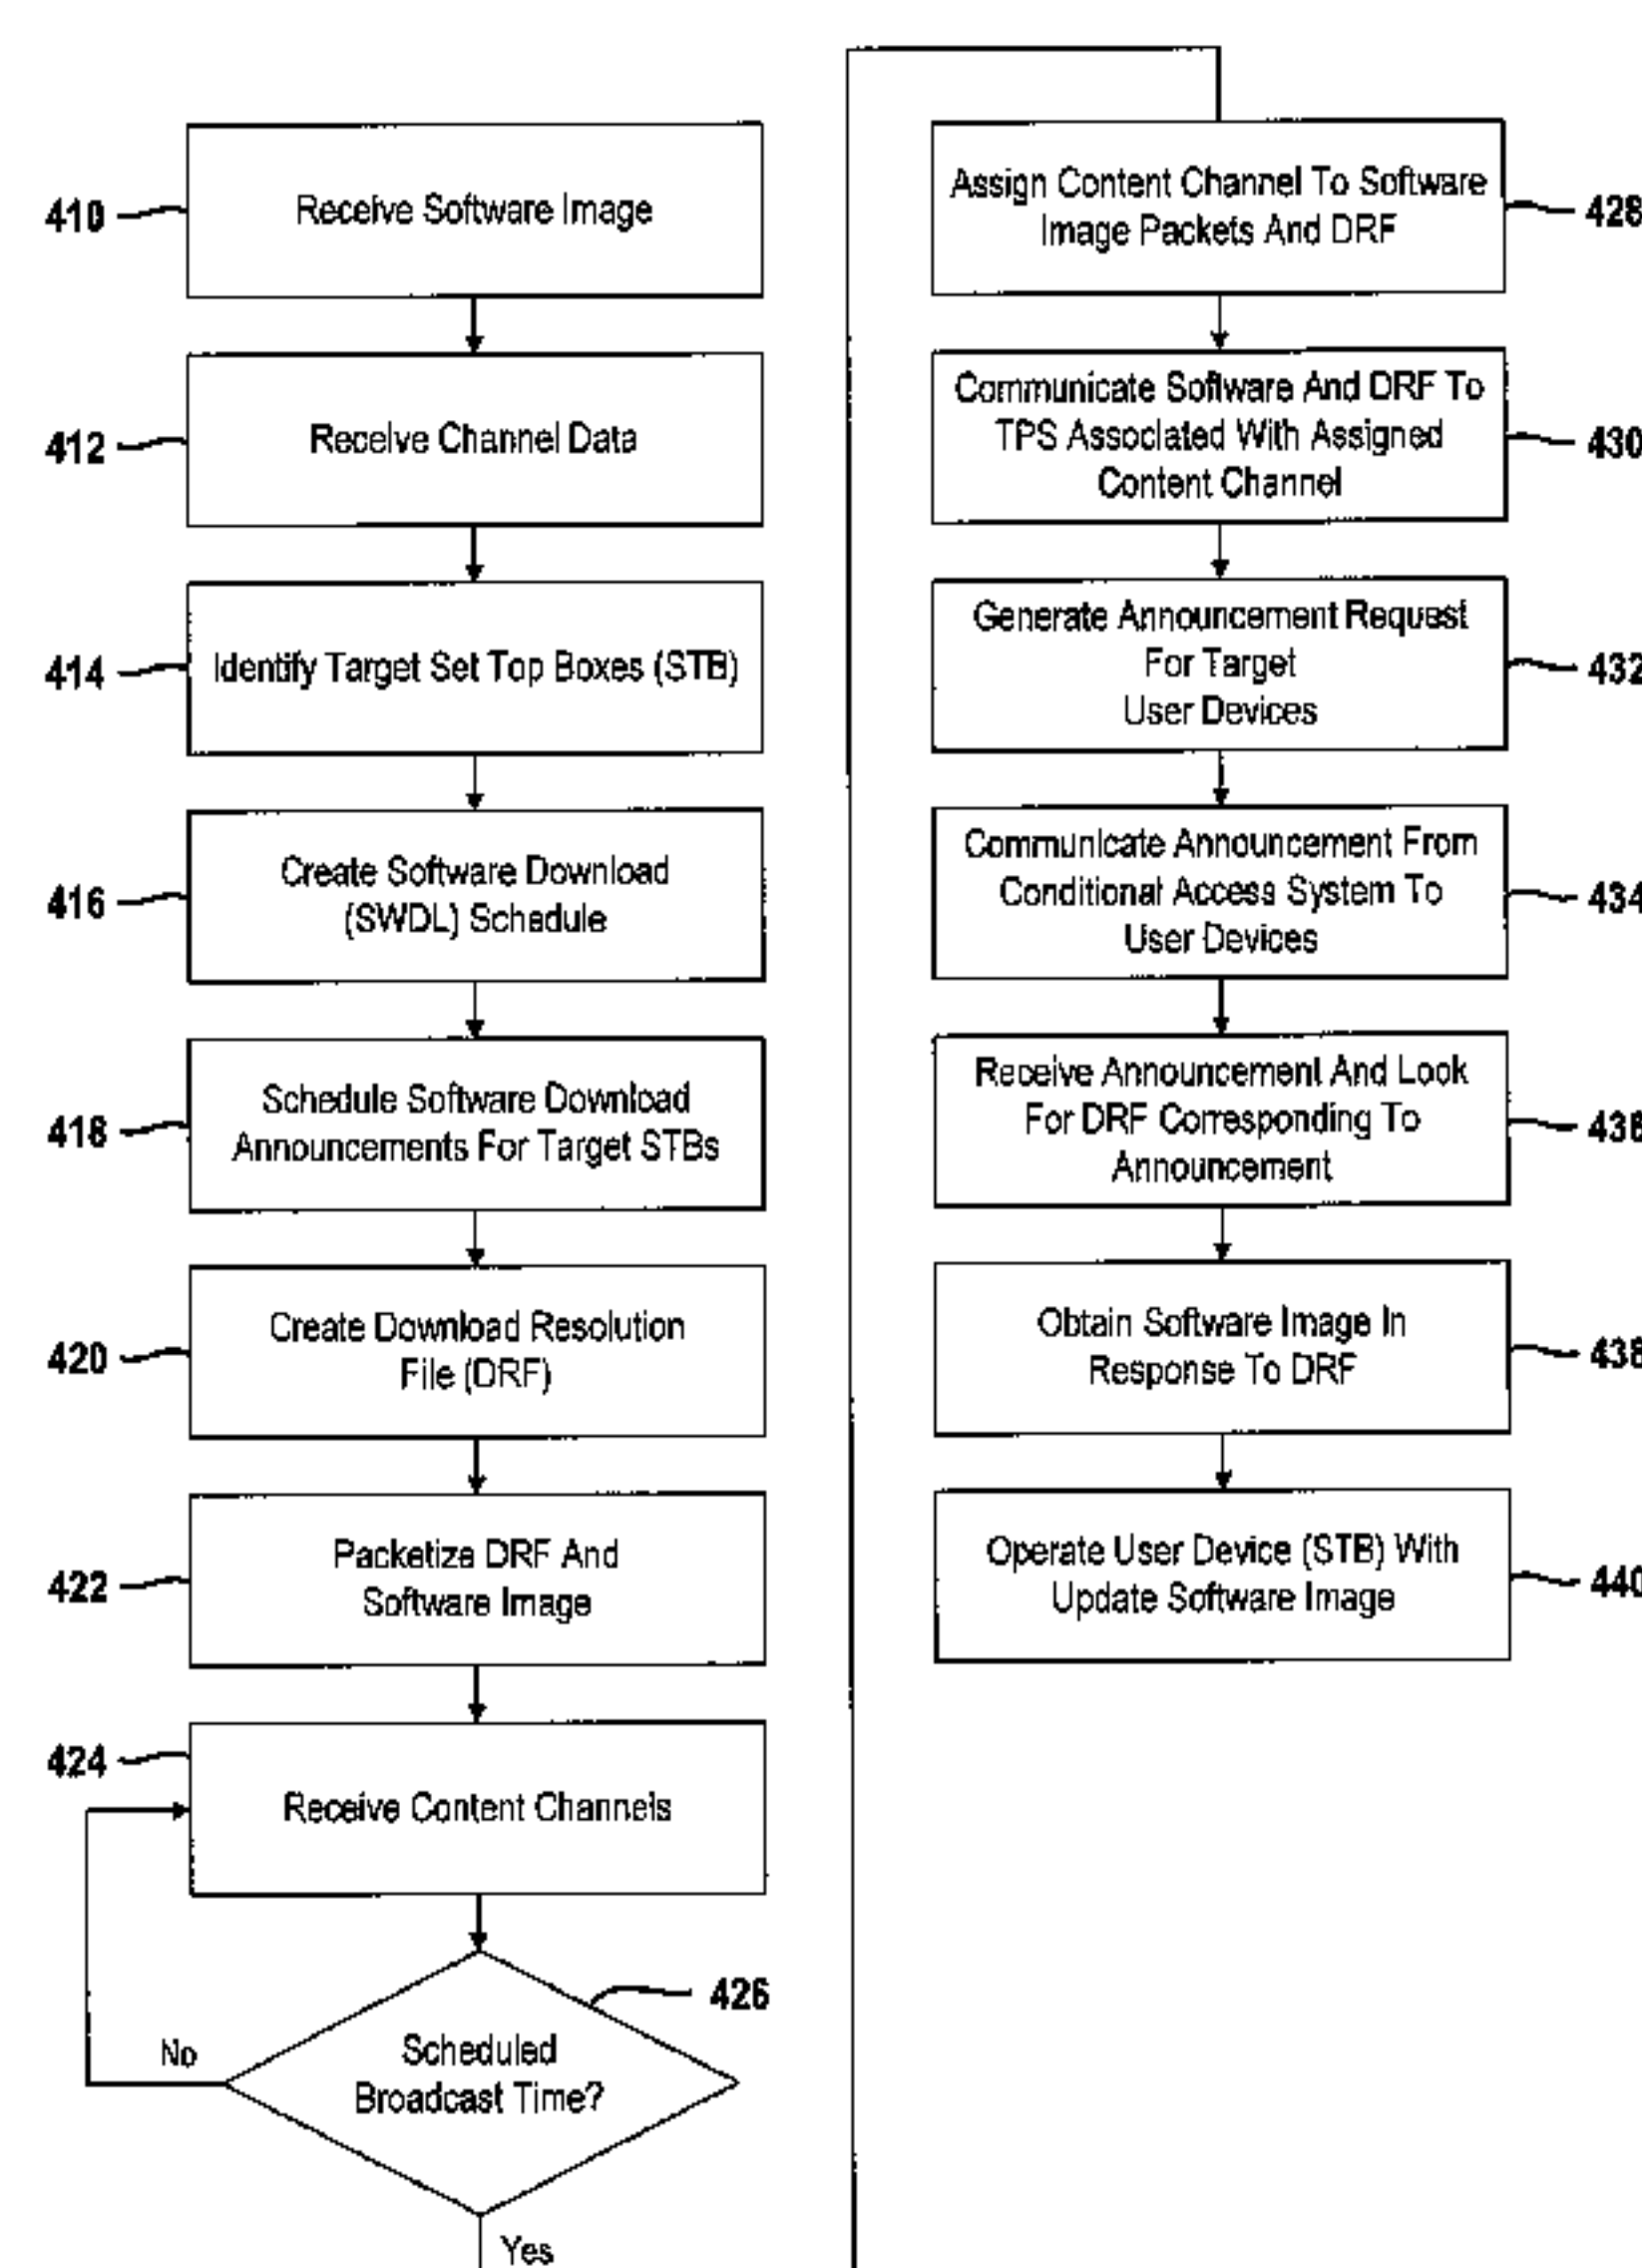 410
Receive Software Image
412
Receive Channel Data
414
Identify Target Set Top Boxes (STB)
416
Create Software Download
(SWDL) Schedule
418
Schedule Software Download
Announcements For Target STBs
420
Create Download Resolution
File (DRF)
422
Packetize DRF And
Software Image
424
Receive Content Channels
426
Scheduled
Broadcast Time?
No
Yes
Assign Content Channel To Software
Image Packets And DRF
428
Communicate Software And DRF To
TPS Associated With Assigned
Content Channel
430
Generate Announcement Request
For Target
User Devices
432
Communicate Announcement From
Conditional Access System To
User Devices
434
Receive Announcement And Look
For DRF Corresponding To
Announcement
436
Obtain Software Image In
Response To DRF
438
Operate User Device (STB) With
Update Software Image
440